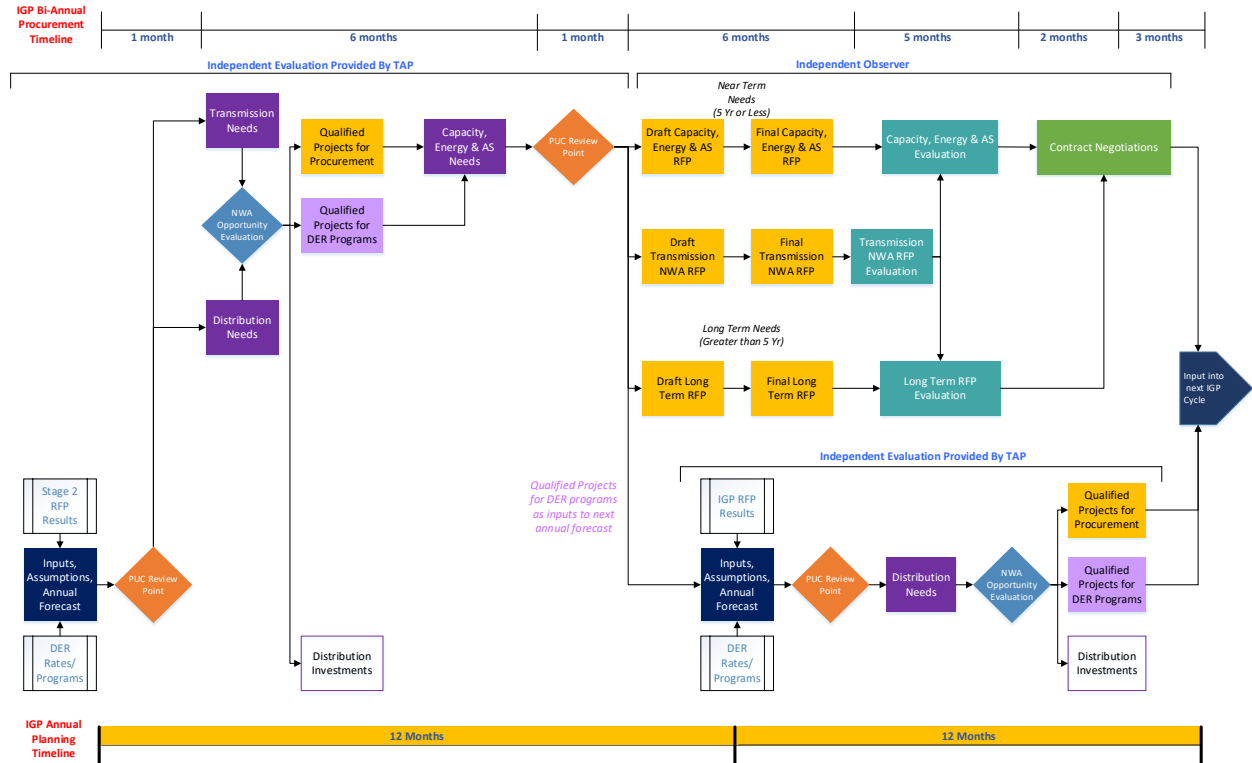 IGP Bi-Annual
Procurement
Timeline
1 month
6 months
1 month
6 months
5 months
2 months
3 months
Independent Evaluation Provided By TAP
Independent Observer
Near Term
Needs
(5 Yr or Less)
Transmission
Needs
Qualified
Projects for
Procurement
Capacity,
Energy & AS
Needs
PUC Review
Point
Draft Capacity,
Energy & AS
RFP
Final Capacity,
Energy & AS
RFP
Capacity, Energy & AS
Evaluation
Contract Negotiations
NWA
Opportunity
Evaluation
Qualified
Projects for
DER Programs
Draft
Transmission
NWA RFP
Final
Transmission
NWA RFP
Transmission
NWA RFP
Evaluation
Distribution
Needs
Long Term Needs
(Greater than 5 Yr)
Draft Long
Term RFP
Final Long
Term RFP
Long Term RFP
Evaluation
Input into
next IGP
Cycle
Independent Evaluation Provided By TAP
Stage 2
RFP
Results
Qualified Projects
for DER programs
as inputs to next
annual forecast
IGP RFP
Results
Qualified
Projects for
Procurement
Inputs,
Assumptions,
Annual
Forecast
PUC Review
Point
Inputs,
Assumptions,
Annual
Forecast
PUC Review
Point
Distribution
Needs
NWA
Opportunity
Evaluation
Qualified
Projects for
DER Programs
DER
Rates/
Programs
Distribution
Investments
DER
Rates/
Programs
Distribution
Investments
IGP Annual
Planning
Timeline
12 Months
12 Months